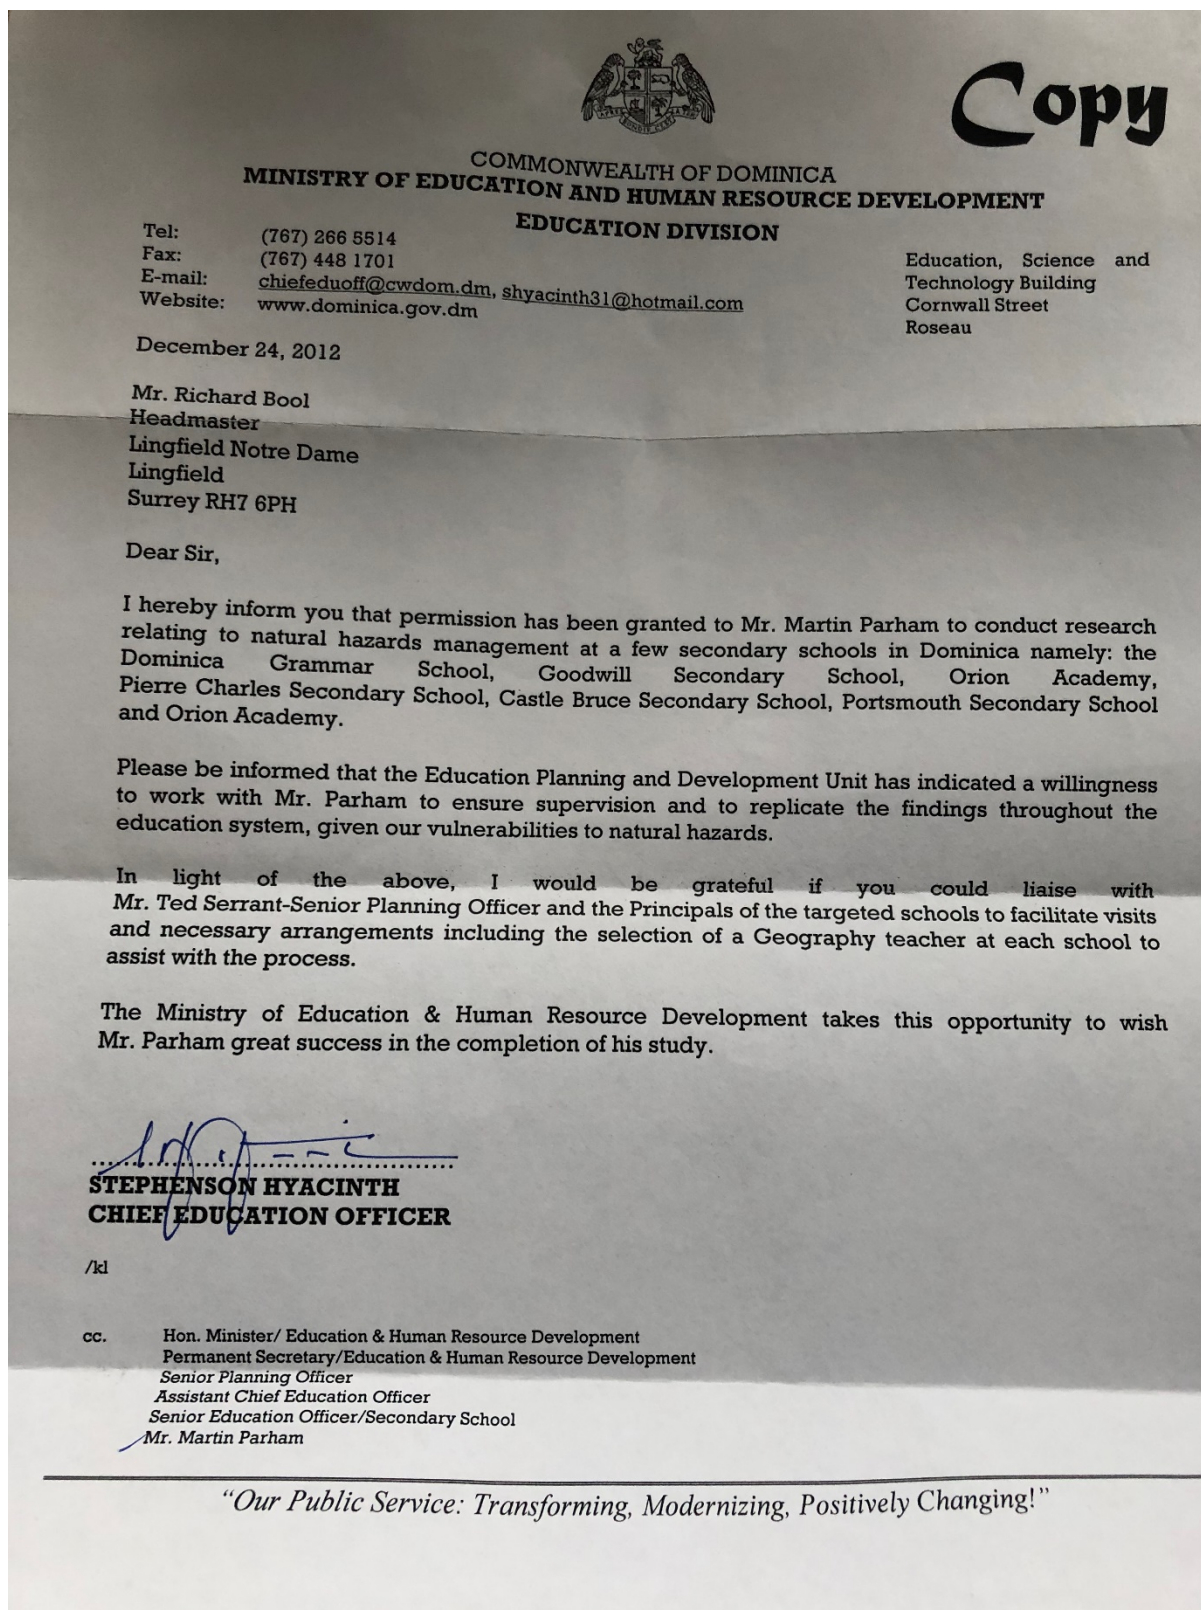 Copy
COMMONWEALTH OF DOMINICA
MINISTRY OF EDUCATION AND HUMAN RESOURCE DEVELOPMENT
EDUCATION DIVISION
Tel: (767) 266 5514
Fax: (767) 448 1701
E-mail: chiefeduoff@cwdom.dm, shyacinth31@hotmail.com
Website: www.dominica.gov.dm
Education, Science and
Technology Building
Cornwall Street
Roseau
December 24, 2012
Mr. Richard Bool
Headmaster
Lingfield Notre Dame
Lingfield
Surrey RH7 6PH
Dear Sir,
I hereby inform you that permission has been granted to Mr. Martin Parham to conduct research
relating to natural hazards management at a few secondary schools in Dominica namely: the
Dominica Grammar School, Goodwill Secondary School, Orion Academy,
Pierre Charles Secondary School, Castle Bruce Secondary School, Portsmouth Secondary School
and Orion Academy.
Please be informed that the Education Planning and Development Unit has indicated a willingness
to work with Mr. Parham to ensure supervision and to replicate the findings throughout the
education system, given our vulnerabilities to natural hazards.
In light of the above, I would be grateful if you could liaise with
Mr. Ted Serrant-Senior Planning Officer and the Principals of the targeted schools to facilitate visits
and necessary arrangements including the selection of a Geography teacher at each school to
assist with the process.
The Ministry of Education & Human Resource Development takes this opportunity to wish
Mr. Parham great success in the completion of his study.
STEPHENSON HYACINTH
CHIEF EDUCATION OFFICER
/kl
cc. Hon. Minister/ Education & Human Resource Development
Permanent Secretary/Education & Human Resource Development
Senior Planning Officer
Assistant Chief Education Officer
Senior Education Officer/Secondary School
Mr. Martin Parham
“Our Public Service: Transforming, Modernizing, Positively Changing!”